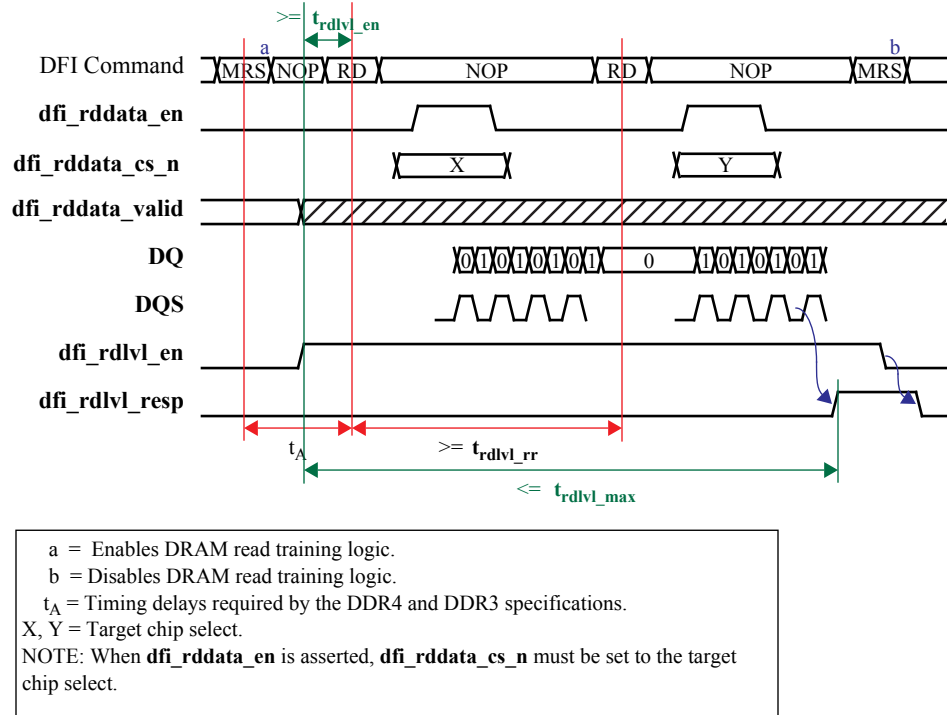 >= t_rdlvl_en
a b
DFI Command MRS NOP RD NOP RD NOP MRS
dfi_rddata_en
dfi_rddata_cs_n X Y
dfi_rddata_valid
DQ 0 1 0 1 0 1 0 1 0 1 0 1 0 1 0 1
DQS
dfi_rdlvl_en
dfi_rdlvl_resp
t_A >= t_rdlvl_rr
<= t_rdlvl_max
a = Enables DRAM read training logic.
b = Disables DRAM read training logic.
t_A = Timing delays required by the DDR4 and DDR3 specifications.
X, Y = Target chip select.
NOTE: When dfi_rddata_en is asserted, dfi_rddata_cs_n must be set to the target
chip select.